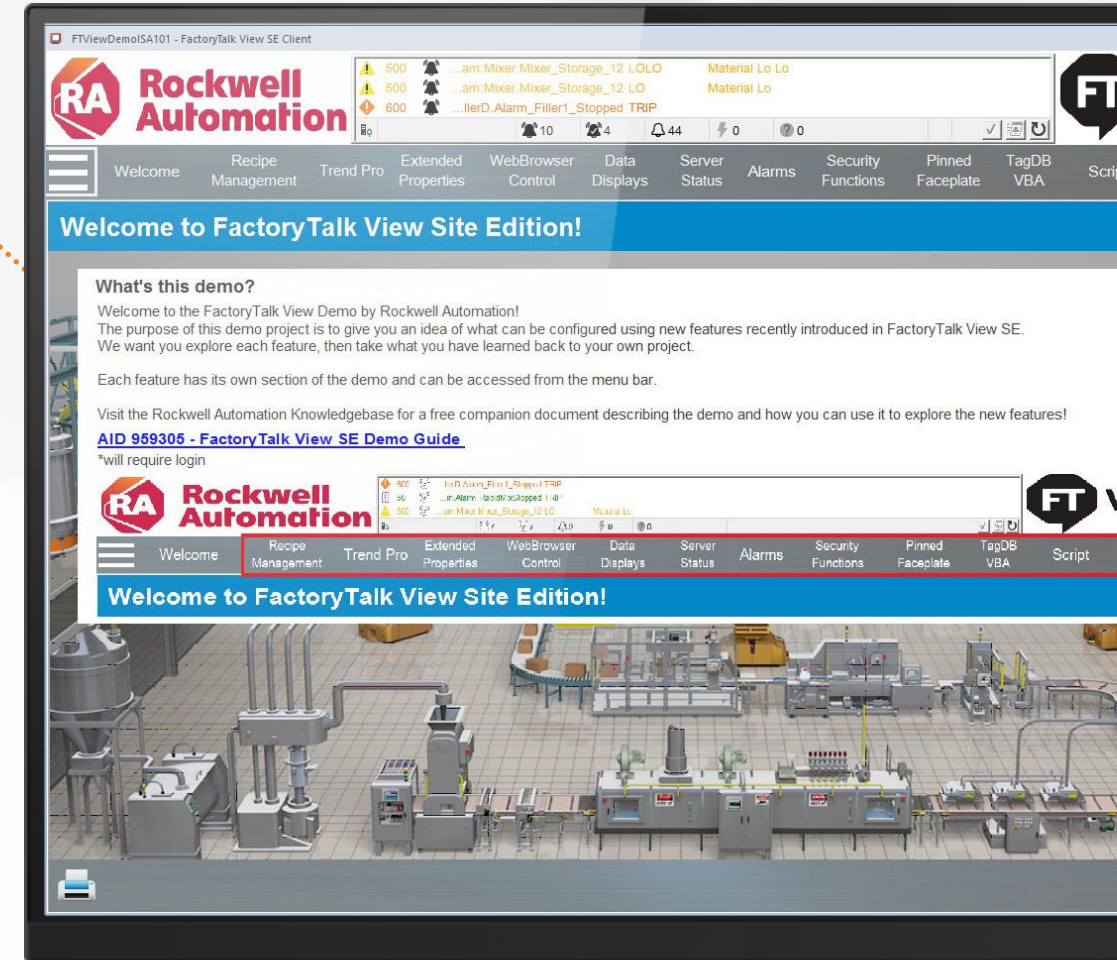 FTViewDemoISA101 - FactoryTalk View SE Client
RA Rockwell Automation
500 ...am:Mixer.Mixer_Storage_12 LOLO Material Lo Lo
500 ...am:Mixer.Mixer_Storage_12 LO Material Lo
600 ...llerD.Alarm_Filler1_Stopped TRIP
10 4 44 0 0
FT
Welcome Recipe Management Trend Pro Extended Properties WebBrowser Control Data Displays Server Status Alarms Security Functions Pinned Faceplate TagDB VBA
Welcome to FactoryTalk View Site Edition!
What's this demo?
Welcome to the FactoryTalk View Demo by Rockwell Automation!
The purpose of this demo project is to give you an idea of what can be configured using new features recently introduced in FactoryTalk View SE.
We want you explore each feature, then take what you have learned back to your own project.
Each feature has its own section of the demo and can be accessed from the menu bar.
Visit the Rockwell Automation Knowledgebase for a free companion document describing the demo and how you can use it to explore the new features!
AID 959305 - FactoryTalk View SE Demo Guide
*will require login
RA Rockwell Automation
FT V
Welcome Recipe Management Trend Pro Extended Properties WebBrowser Control Data Displays Server Status Alarms Security Functions Pinned Faceplate TagDB VBA Script
Welcome to FactoryTalk View Site Edition!